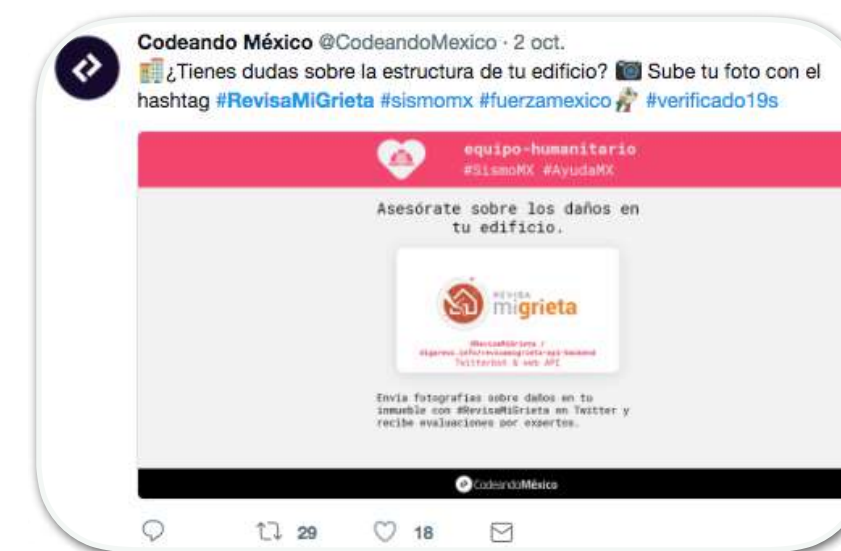 Codeando México @CodeandoMexico · 2 oct.
🏢¿Tienes dudas sobre la estructura de tu edificio? 📷 Sube tu foto con el
hashtag #RevisaMiGrieta #sismomx #fuerzamexico #verificado19s
equipo-humanitario
#SismoMX #AyudaMX
Asesórate sobre los daños en
tu edificio.
REVISA
migrieta
#RevisaMiGrieta /
Twitterbot & web API
Envía fotografías sobre daños en tu
inmueble con #RevisaMiGrieta en Twitter y
recibe evaluaciones por expertos.
CodeandoMéxico
29 18